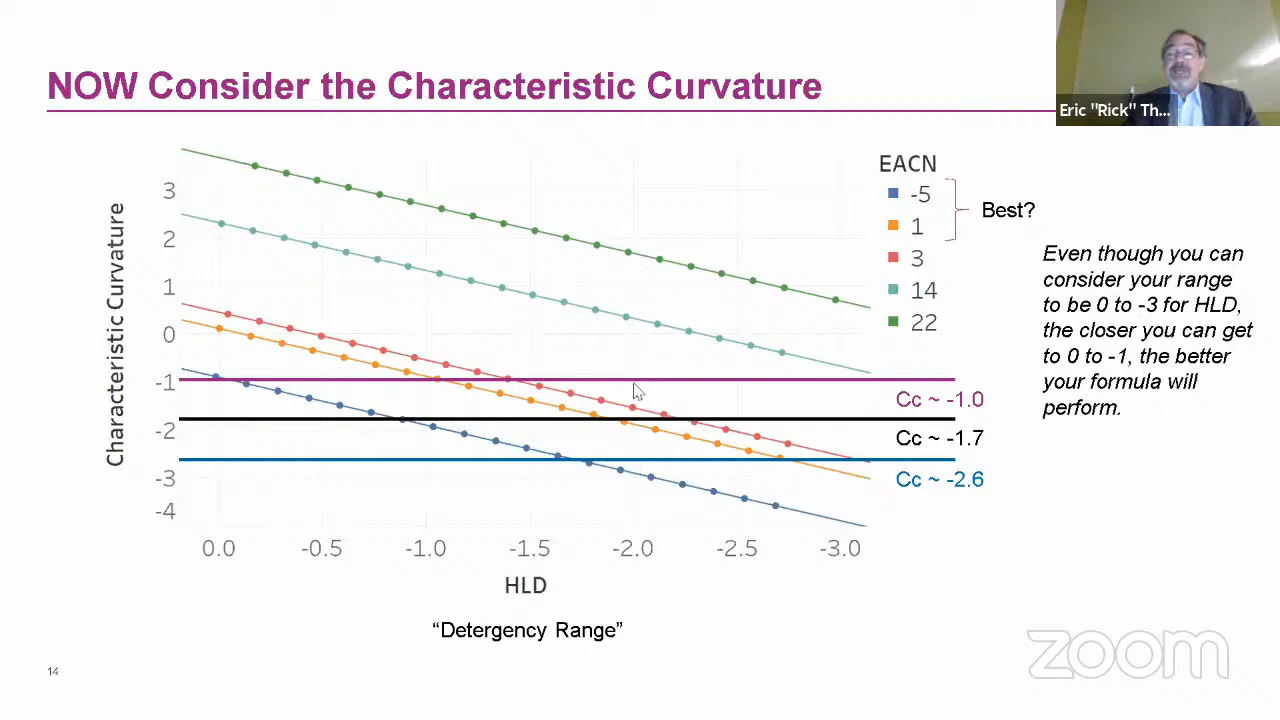 NOW Consider the Characteristic Curvature
Eric "Rick" Th...
Characteristic Curvature
3
2
1
0
-1
-2
-3
-4
0.0
-0.5
-1.0
-1.5
-2.0
-2.5
-3.0
HLD
"Detergency Range"
EACN
-5
1
3
14
22
Best?
Cc ~ -1.0
Cc ~ -1.7
Cc ~ -2.6
Even though you can
consider your range
to be 0 to -3 for HLD,
the closer you can get
to 0 to -1, the better
your formula will
perform.
14
zoom